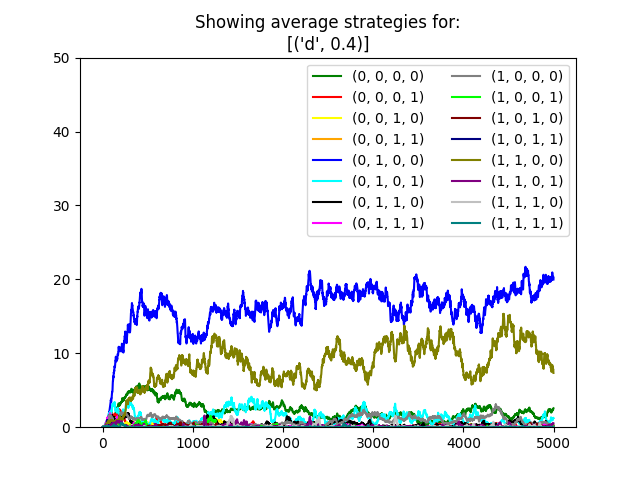 Showing average strategies for:
[('d', 0.4)]
50
40
30
20
10
0
(0, 0, 0, 0)
(0, 0, 0, 1)
(0, 0, 1, 0)
(0, 0, 1, 1)
(0, 1, 0, 0)
(0, 1, 0, 1)
(0, 1, 1, 0)
(0, 1, 1, 1)
(1, 0, 0, 0)
(1, 0, 0, 1)
(1, 0, 1, 0)
(1, 0, 1, 1)
(1, 1, 0, 0)
(1, 1, 0, 1)
(1, 1, 1, 0)
(1, 1, 1, 1)
0 1000 2000 3000 4000 5000